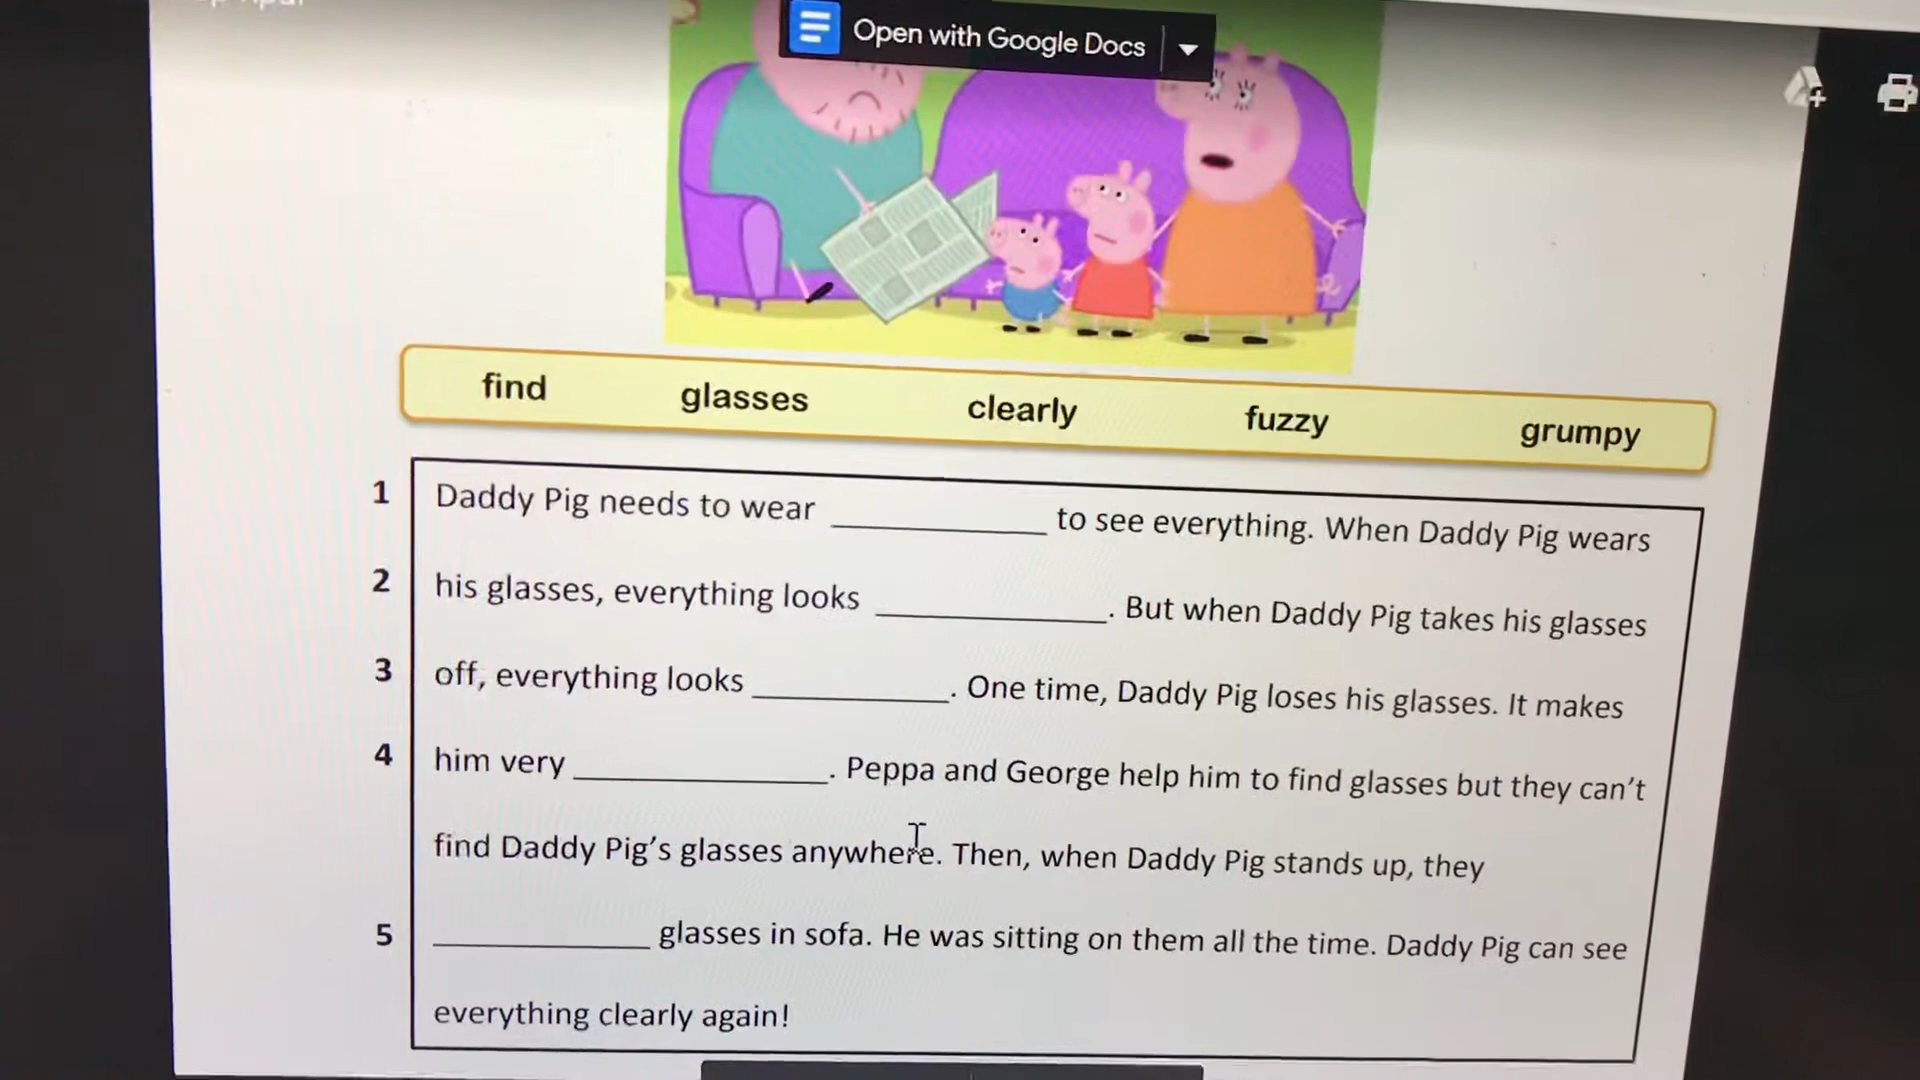 Open with Google Docs
find glasses clearly fuzzy grumpy
1 Daddy Pig needs to wear ____________ to see everything. When Daddy Pig wears
2 his glasses, everything looks ____________. But when Daddy Pig takes his glasses
3 off, everything looks ____________. One time, Daddy Pig loses his glasses. It makes
4 him very ____________. Peppa and George help him to find glasses but they can't
find Daddy Pig's glasses anywhere. Then, when Daddy Pig stands up, they
5 ____________ glasses in sofa. He was sitting on them all the time. Daddy Pig can see
everything clearly again!